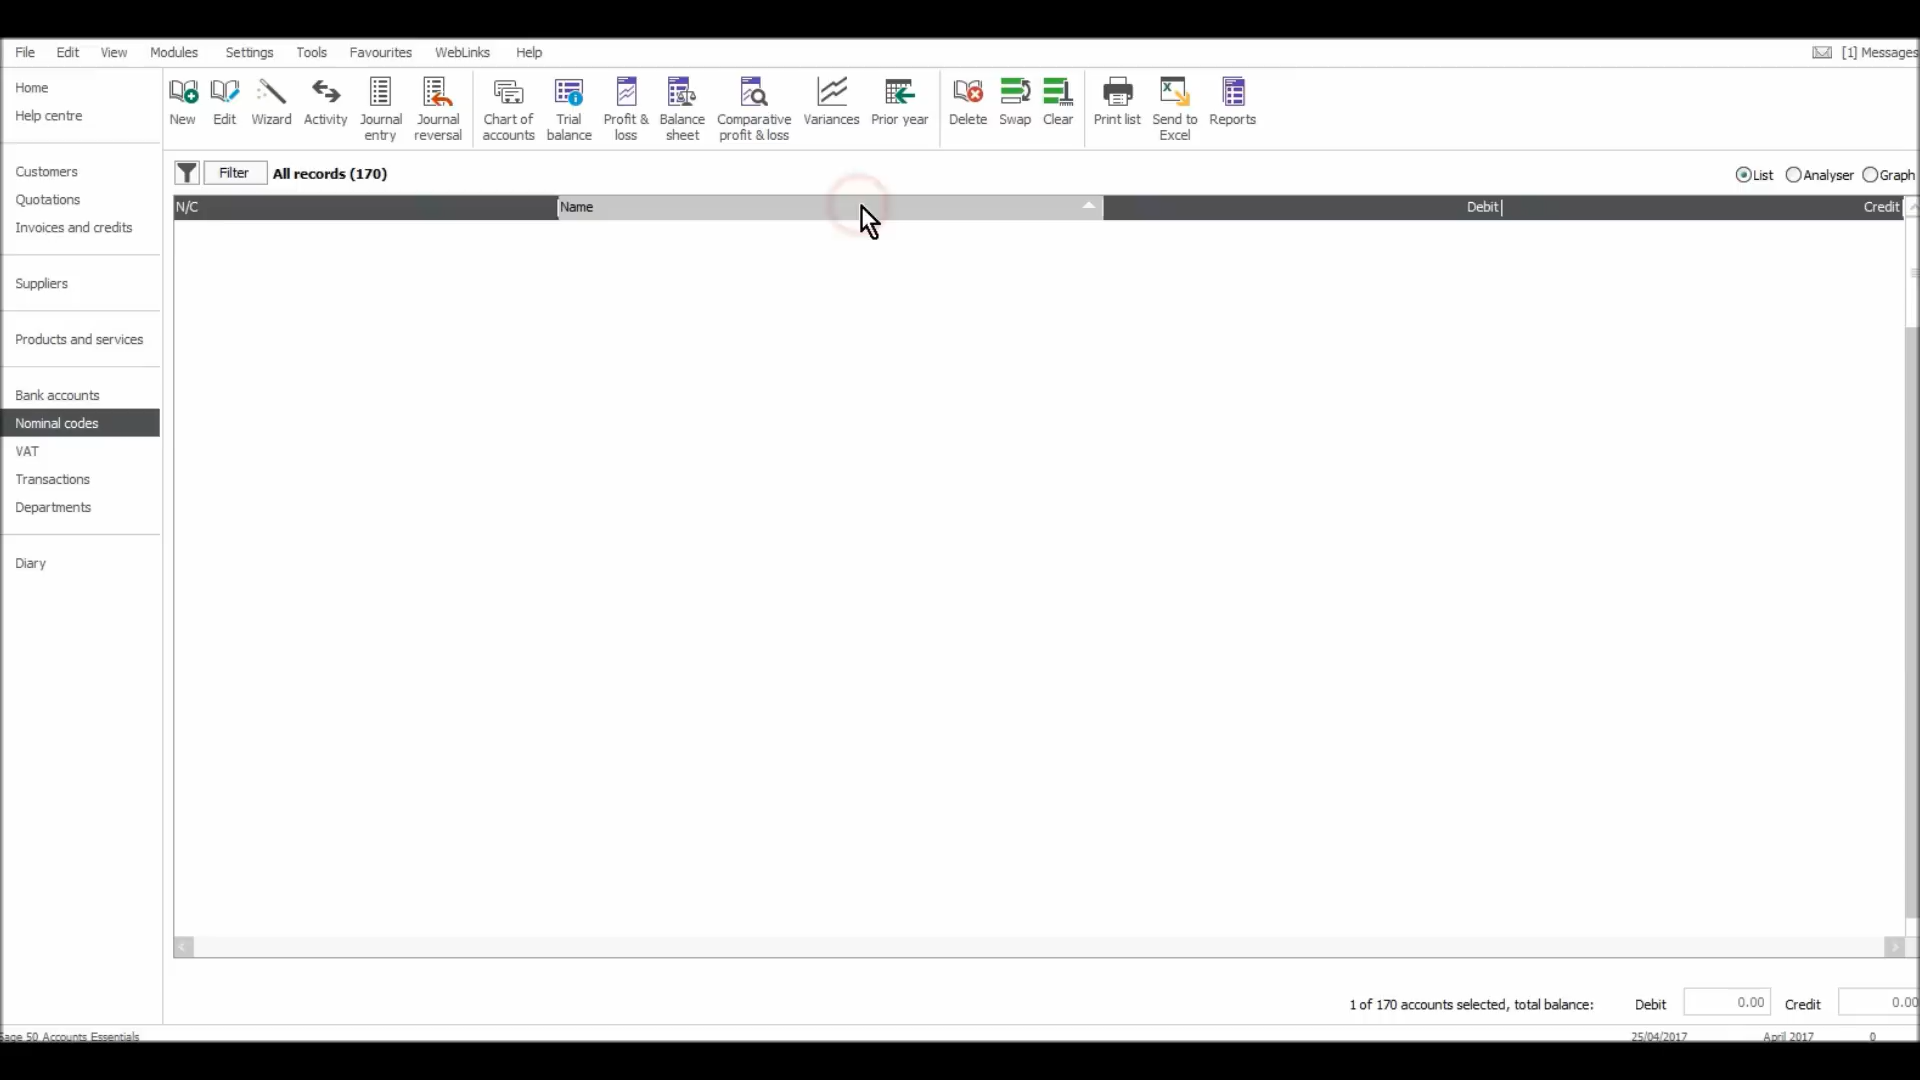 File Edit View Modules Settings Tools Favourites WebLinks Help [1] Messages
Home
Help centre
Customers
Quotations
Invoices and credits
Suppliers
Products and services
Bank accounts
Nominal codes
VAT
Transactions
Departments
Diary
New Edit Wizard Activity Journal entry Journal reversal Chart of accounts Trial balance Profit & loss Balance sheet Comparative profit & loss Variances Prior year Delete Swap Clear Print list Send to Excel Reports
Filter All records (170) List Analyser Graph
N/C Name Debit Credit
1 of 170 accounts selected, total balance: Debit 0.00 Credit 0.00
Sage 50 Accounts Essentials 25/04/2017 April 2017 0